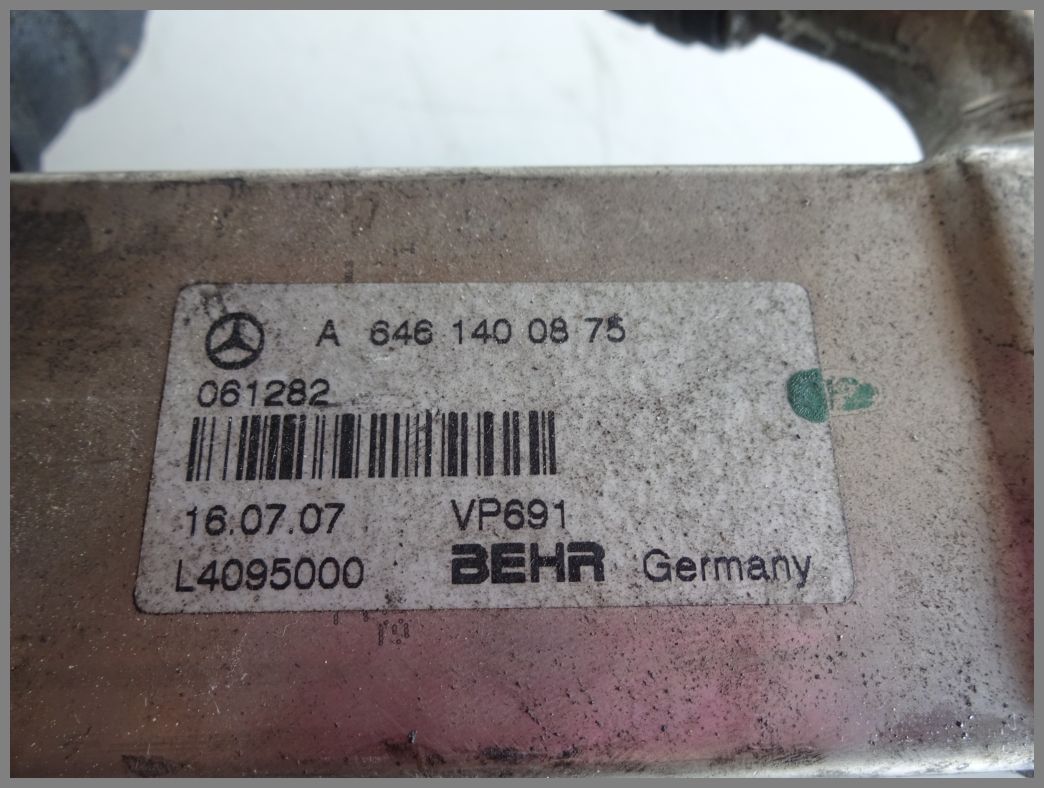 A 646 140 08 75
061282
16.07.07 VP691
L4095000 BEHR Germany